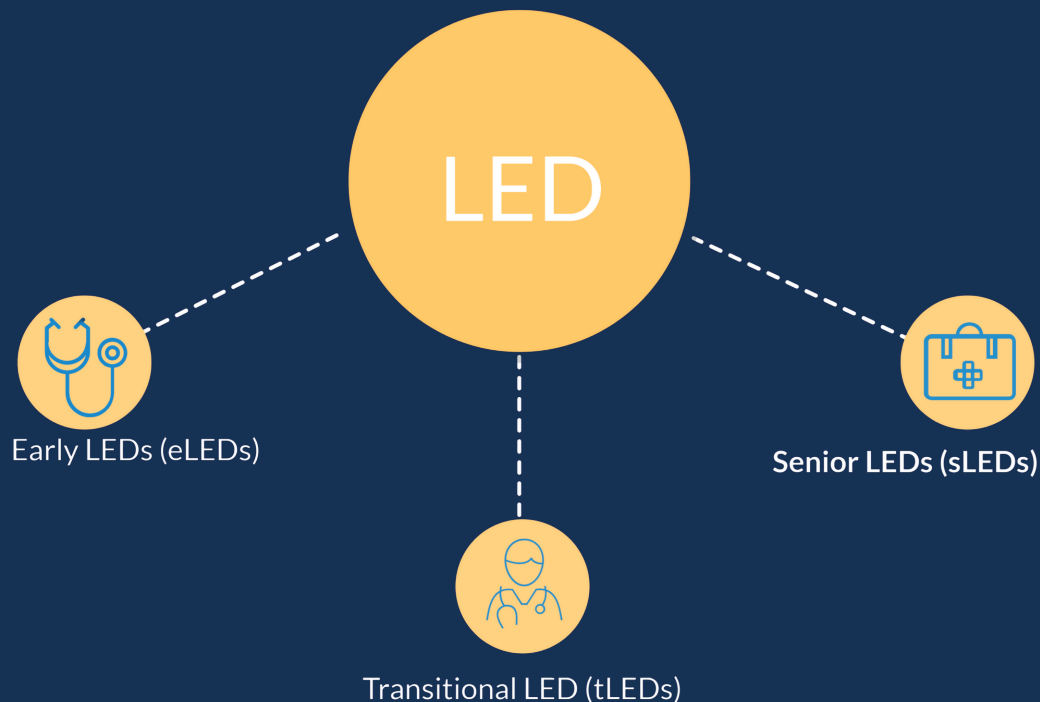 LED
Early LEDs (eLEDs)
Senior LEDs (sLEDs)
Transitional LED (tLEDs)